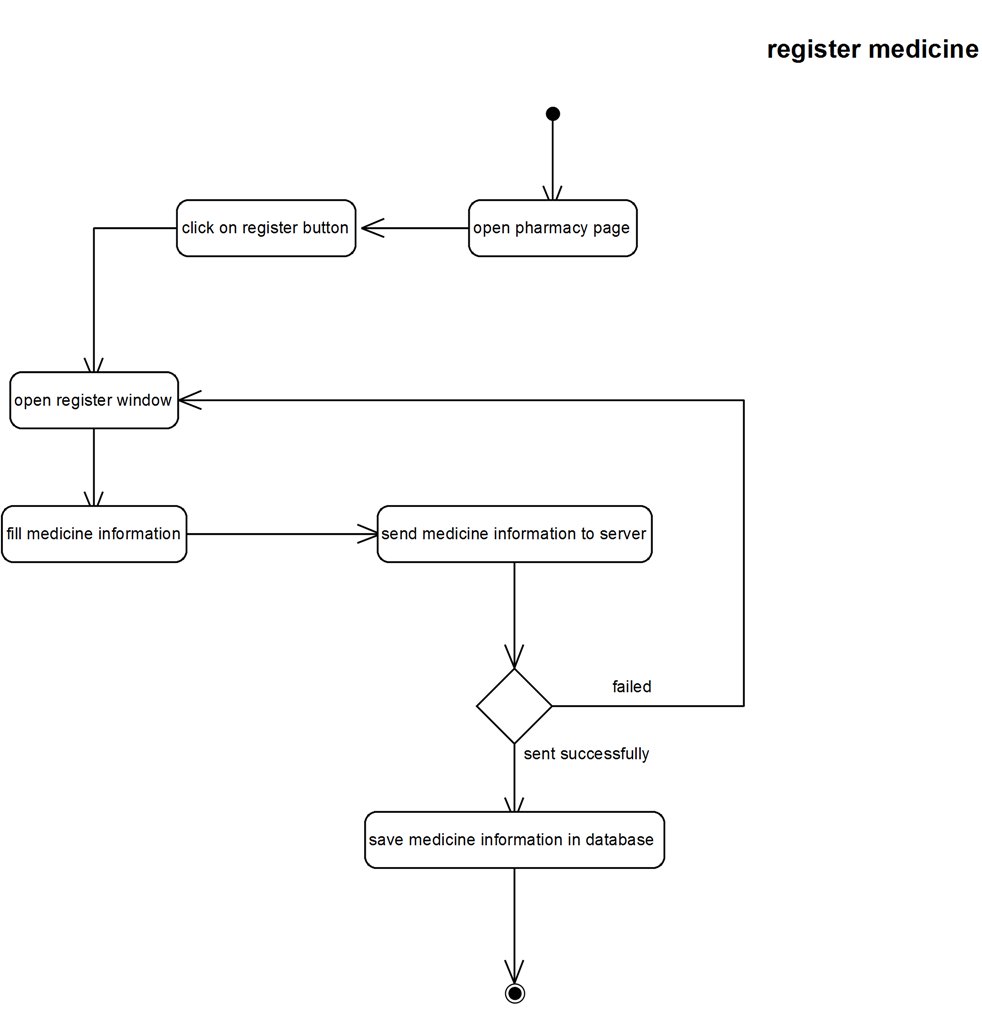 register medicine
click on register button
open pharmacy page
open register window
fill medicine information
send medicine information to server
failed
sent successfully
save medicine information in database